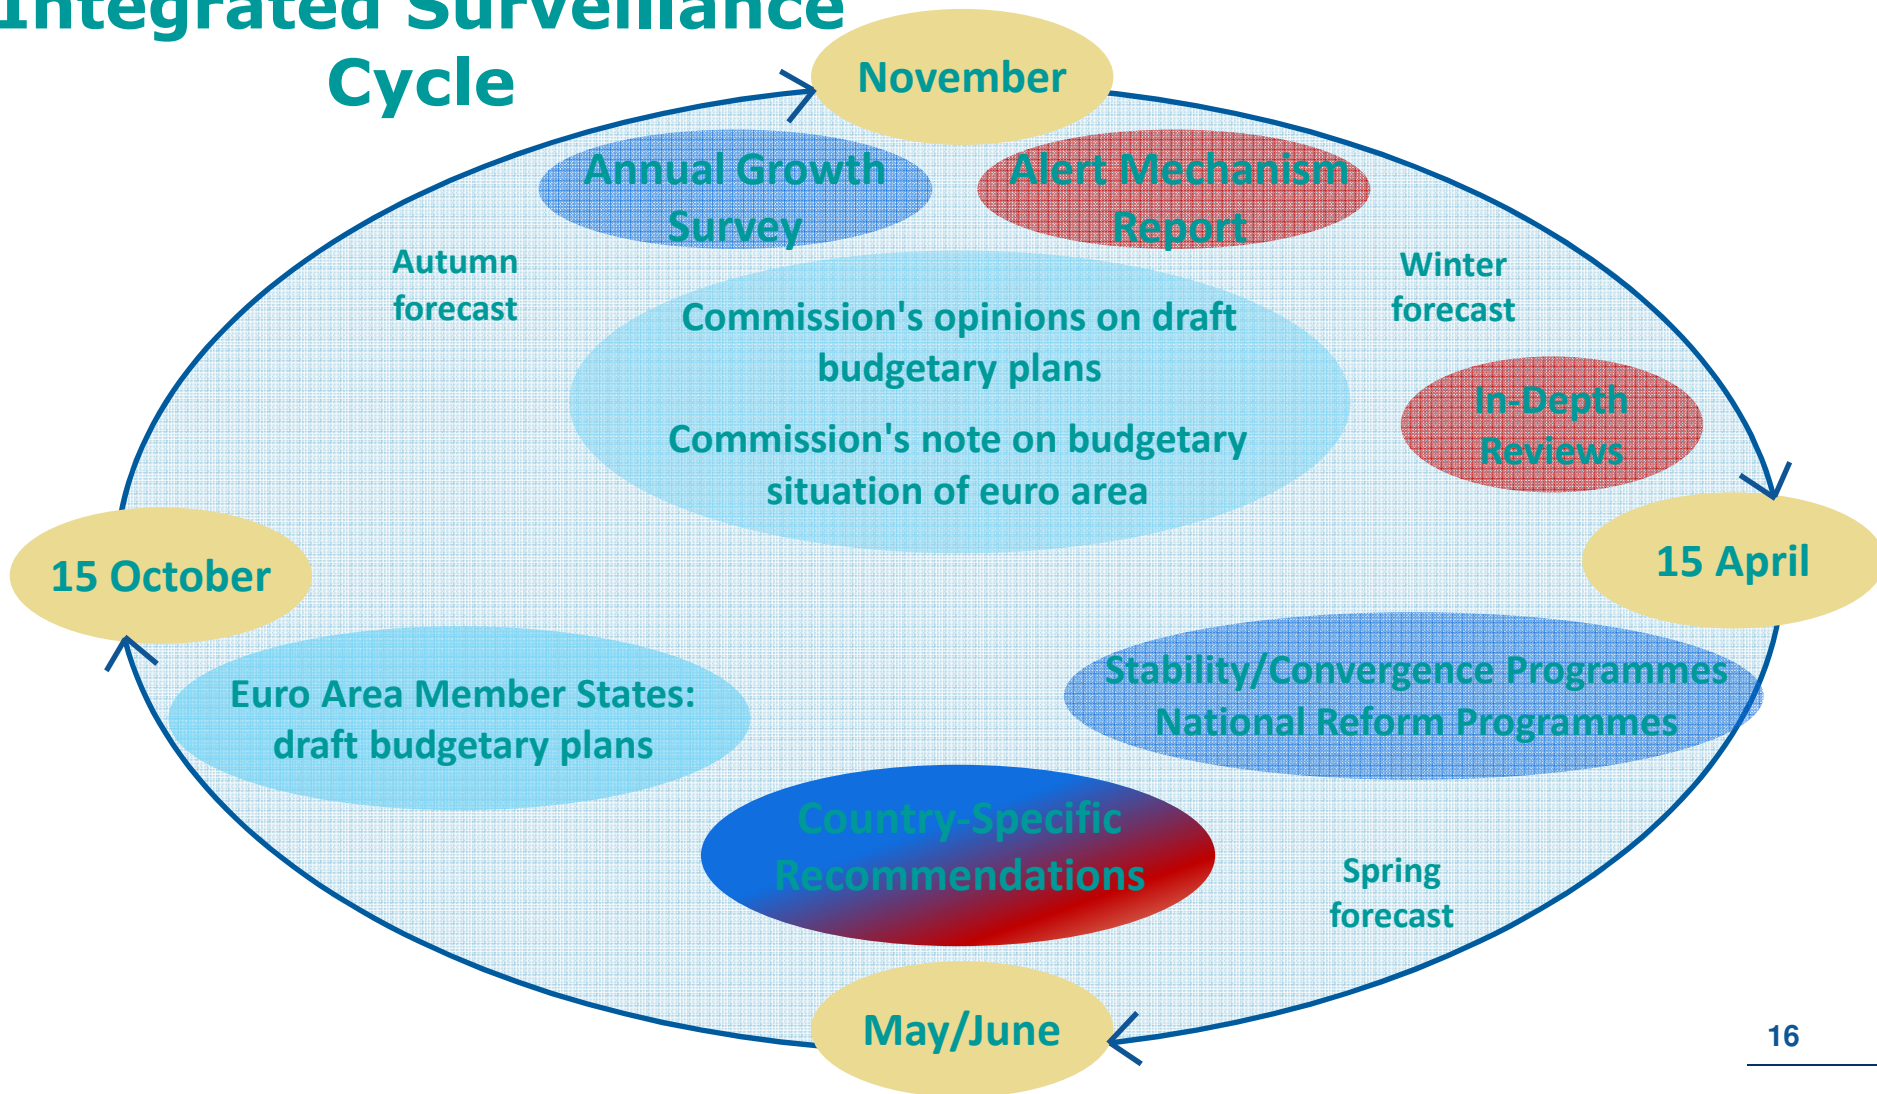 Integrated Surveillance
Cycle
November
Annual Growth
Survey
Alert Mechanism
Report
Autumn
forecast
Winter
forecast
Commission's opinions on draft
budgetary plans
Commission's note on budgetary
situation of euro area
In-Depth
Reviews
15 October
15 April
Euro Area Member States:
draft budgetary plans
Stability/Convergence Programmes
National Reform Programmes
Country-Specific
Recommendations
Spring
forecast
May/June
16